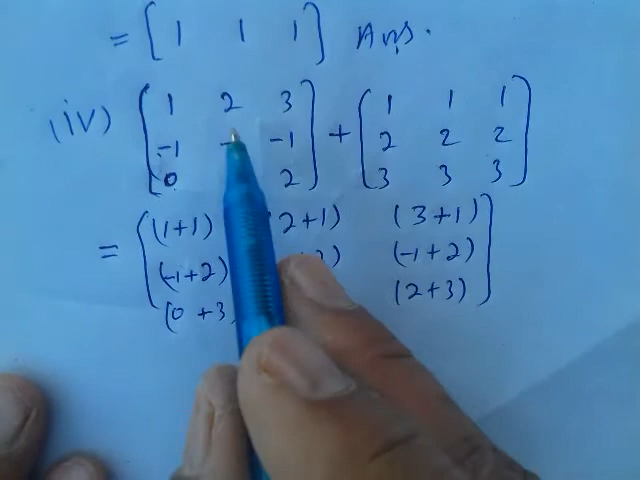 = [ 1 1 1 ] Ans.
(iv) [ 1 2 3 ] + [ 1 1 1 ]
-1 - -1 2 2 2
0 2 3 3 3
= [ (1+1) 2+1) (3+1) ]
(-1+2) (-1+2)
(0+3 (2+3)